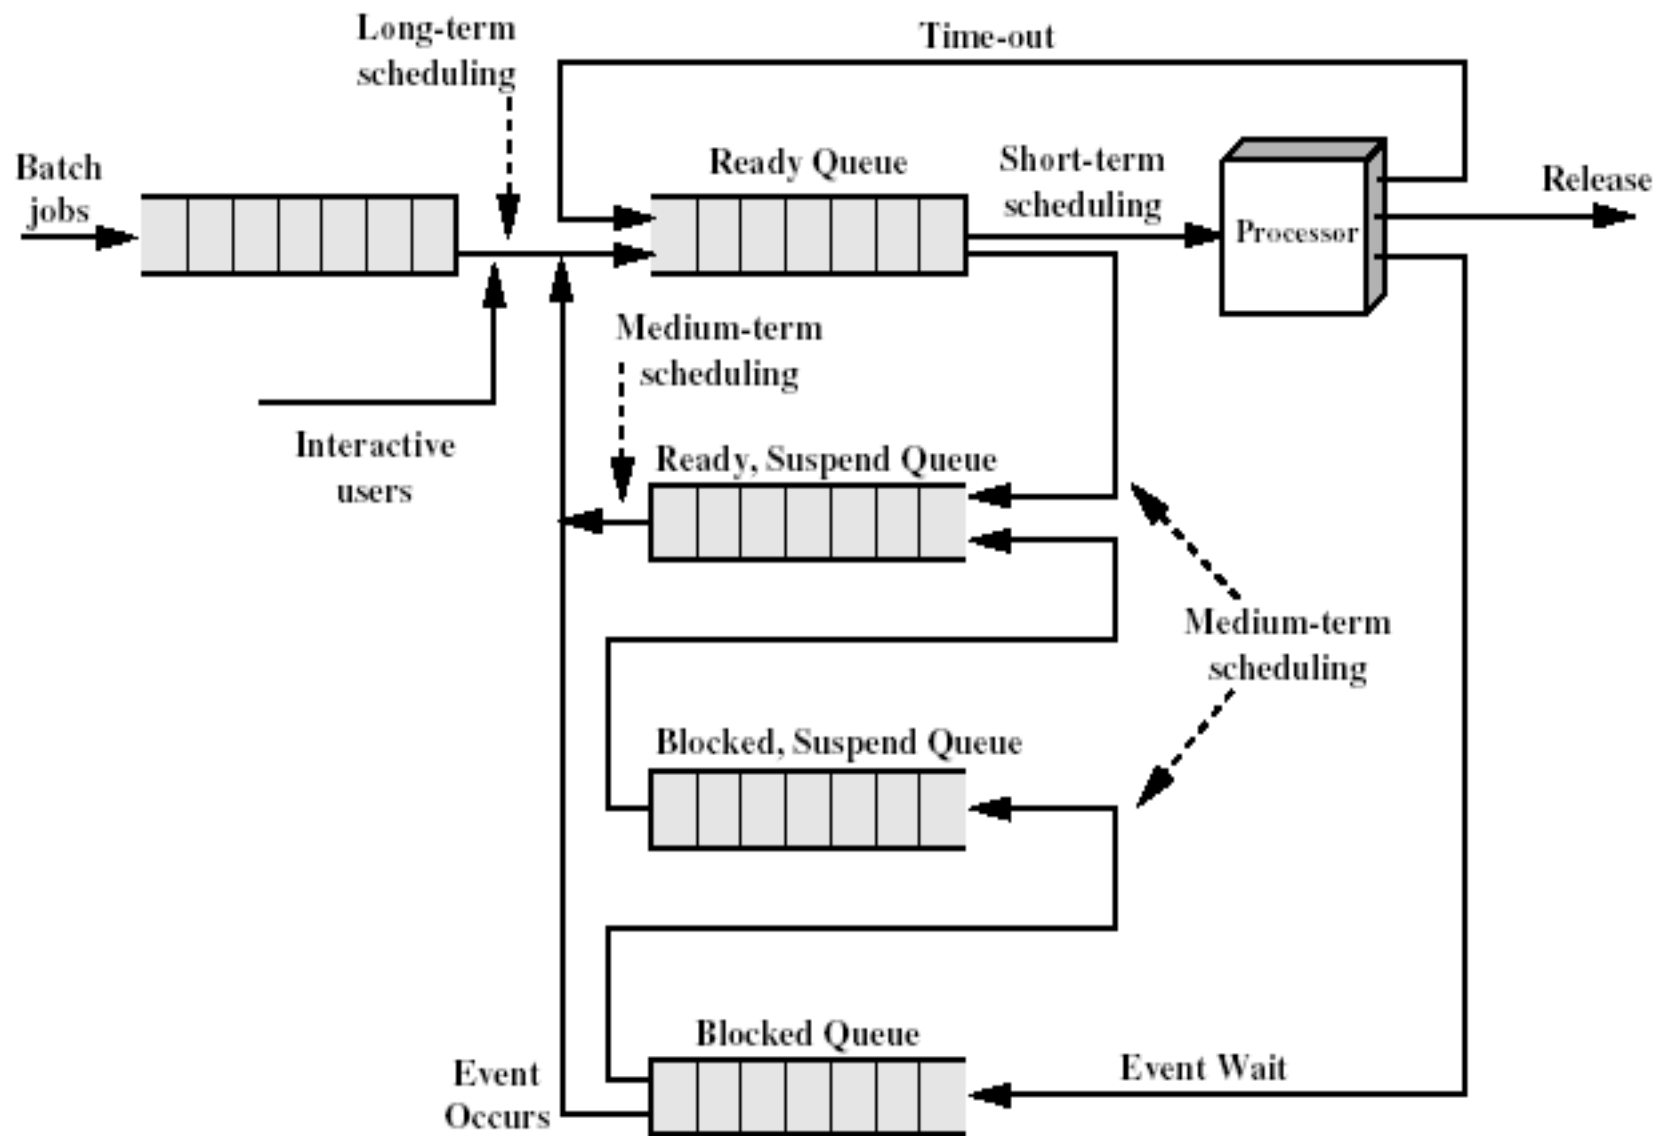 Long-term
scheduling
Time-out
Batch
jobs
Ready Queue
Short-term
scheduling
Processor
Release
Medium-term
scheduling
Interactive
users
Ready, Suspend Queue
Medium-term
scheduling
Blocked, Suspend Queue
Blocked Queue
Event
Occurs
Event Wait